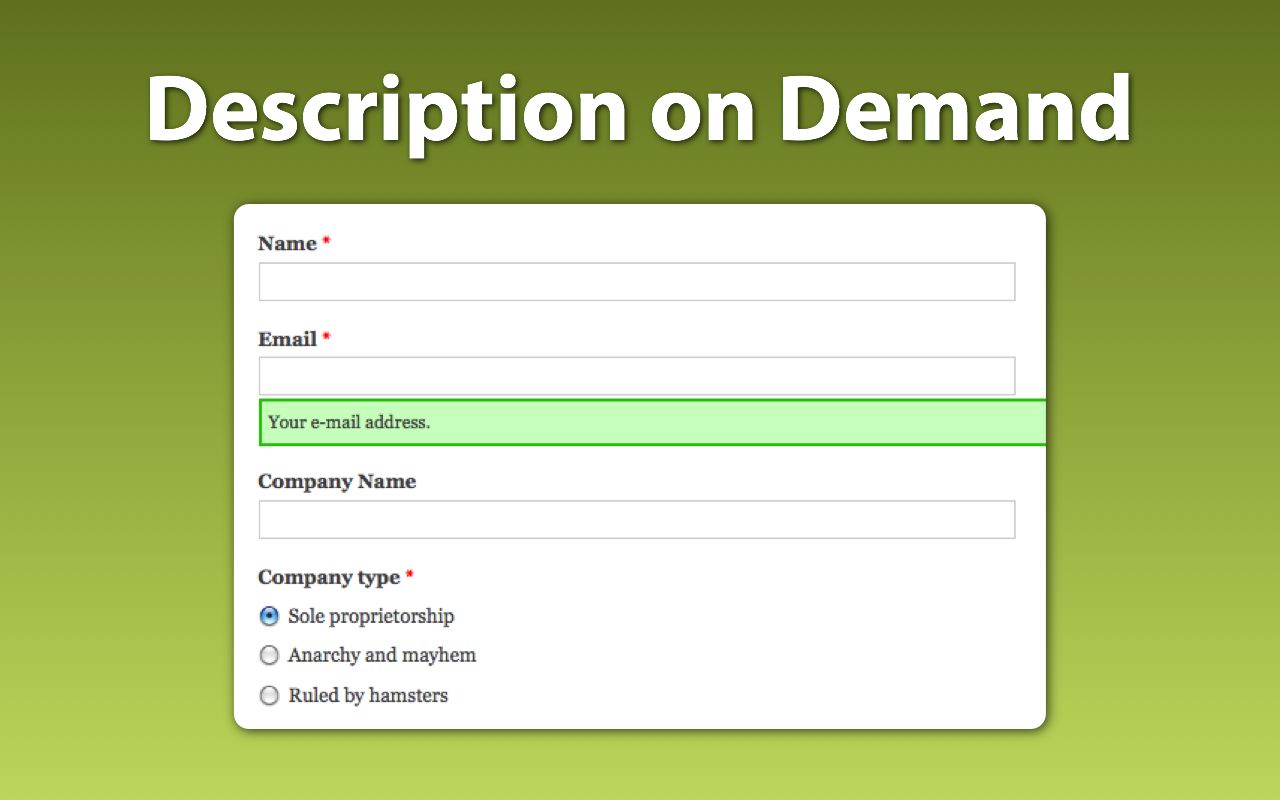 Description on Demand
Name *
Email *
Your e-mail address.
Company Name
Company type *
Sole proprietorship
Anarchy and mayhem
Ruled by hamsters